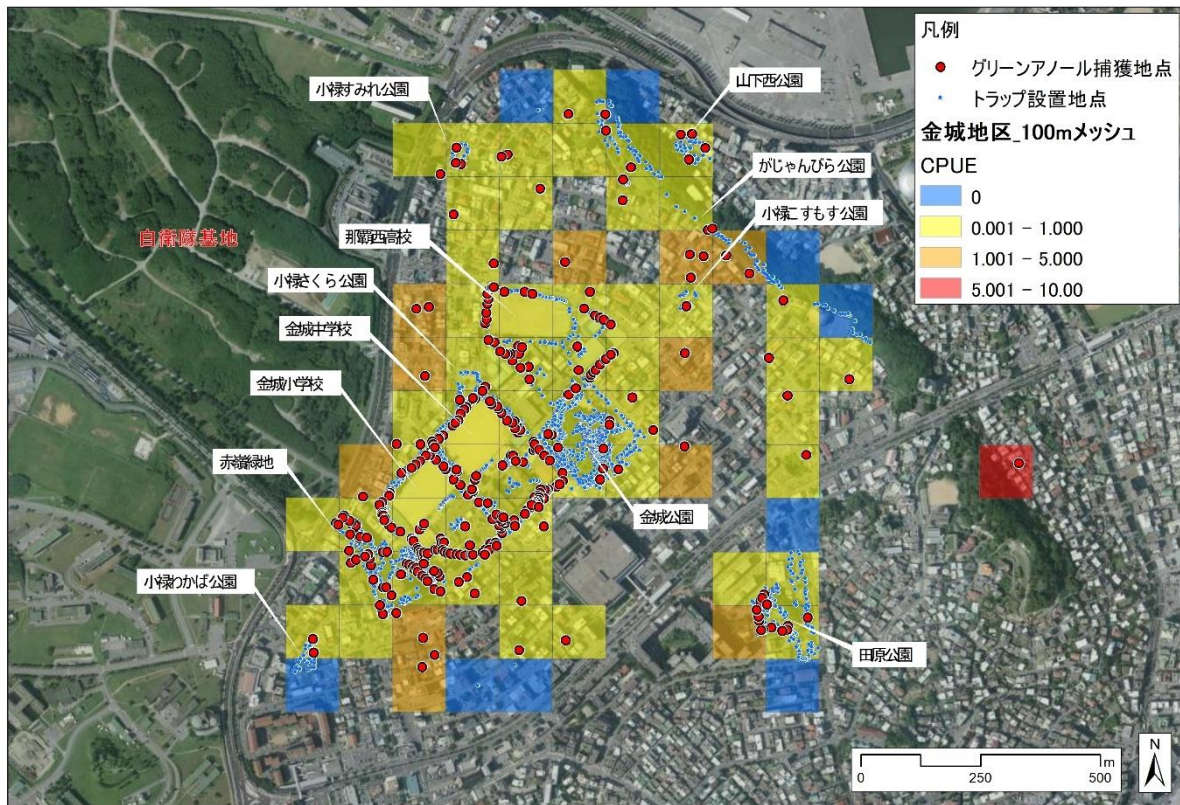 凡例
グリーンアノール捕獲地点
トラップ設置地点
金城地区_100mメッシュ
CPUE
0
0.001 - 1.000
1.001 - 5.000
5.001 - 10.00
小禄すみれ公園
山下西公園
がじゃんびら公園
小禄こすもす公園
那覇西高校
自衛隊基地
小禄さくら公園
金城中学校
金城小学校
赤嶺緑地
金城公園
小禄わかば公園
田原公園
N
m
0 250 500